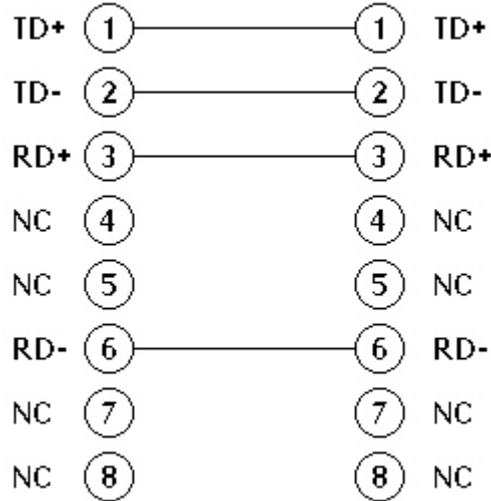 TD+ 1 1 TD+
TD- 2 2 TD-
RD+ 3 3 RD+
NC 4 4 NC
NC 5 5 NC
RD- 6 6 RD-
NC 7 7 NC
NC 8 8 NC